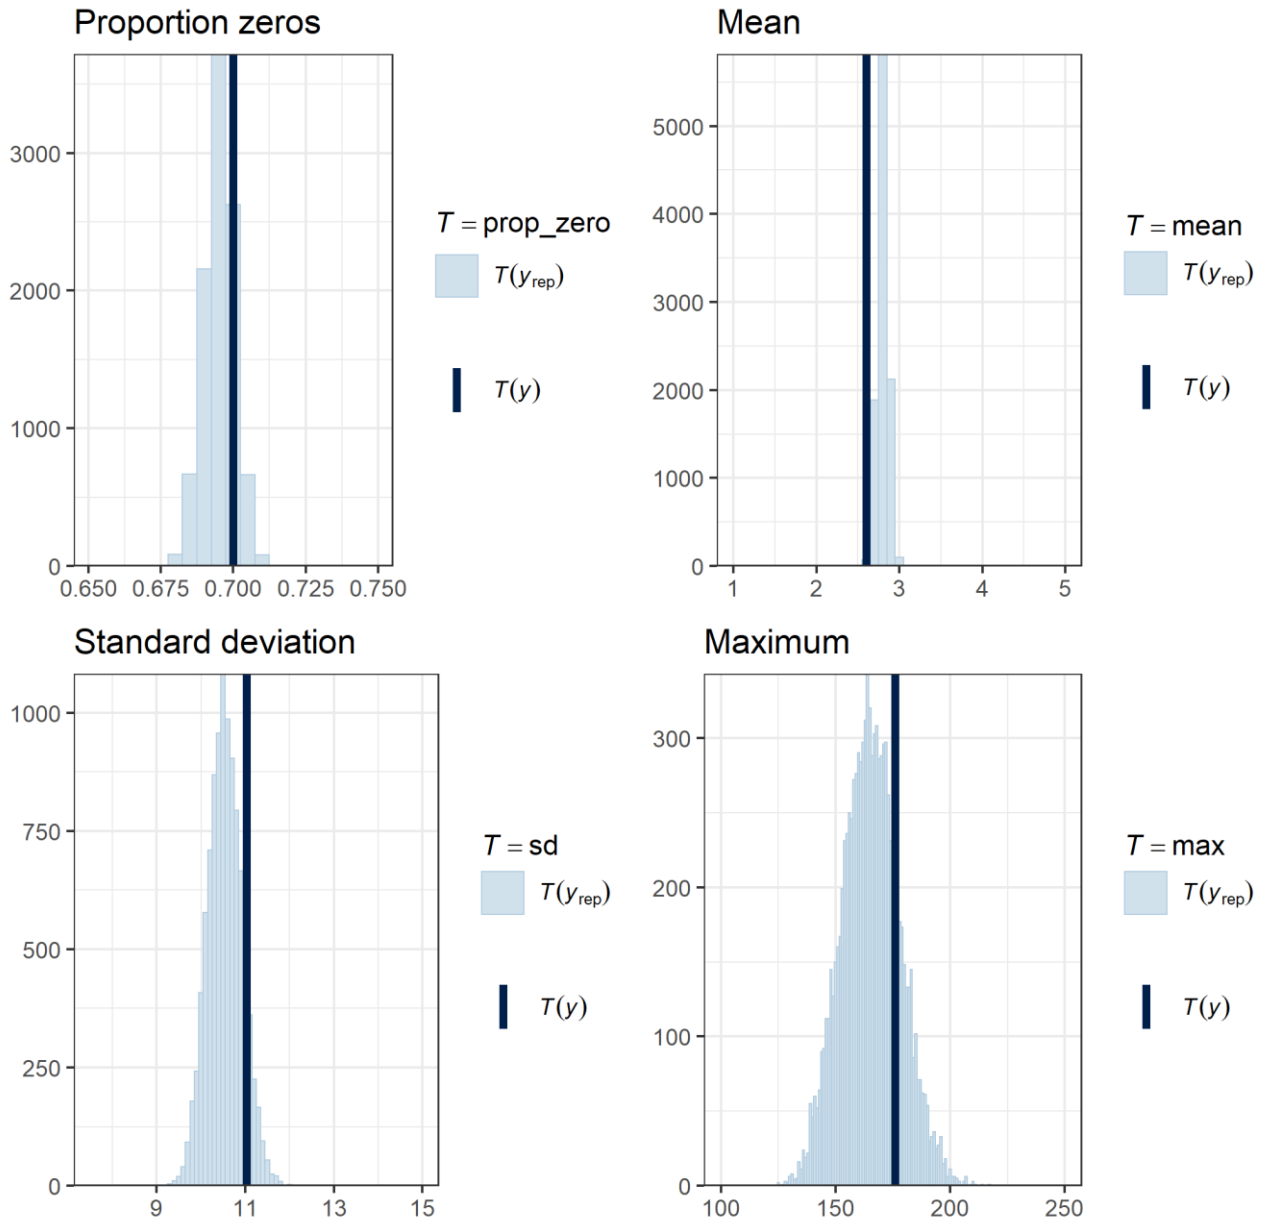 Proportion zeros
3000
2000
1000
0
0.650 0.675 0.700 0.725 0.750
T = prop_zero
T(yrep)
T(y)
Mean
5000
4000
3000
2000
1000
0
1 2 3 4 5
T = mean
T(yrep)
T(y)
Standard deviation
1000
750
500
250
0
9 11 13 15
T = sd
T(yrep)
T(y)
Maximum
300
200
100
0
100 150 200 250
T = max
T(yrep)
T(y)